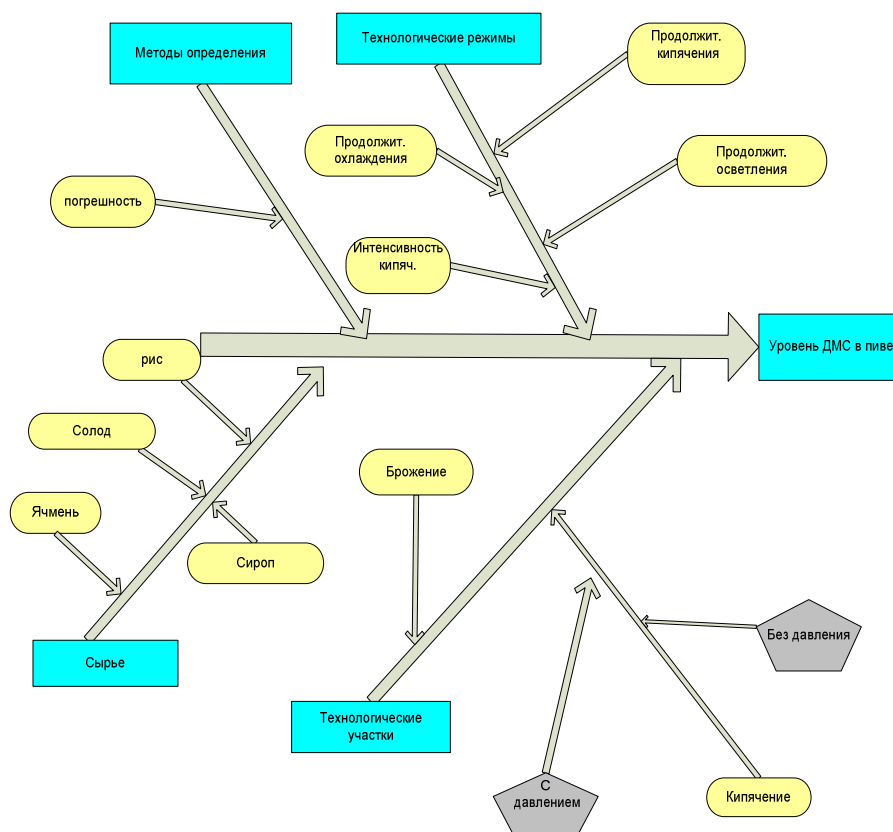 Методы определения
Технологические режимы
Продолжит.
кипячения
Продолжит.
охлаждения
Продолжит.
осветления
погрешность
Интенсивность
кипяч.
Уровень ДМС в пиве
рис
Солод
Ячмень
Сироп
Брожение
Сырье
Технологические
участки
Без давления
С
давлением
Кипячение